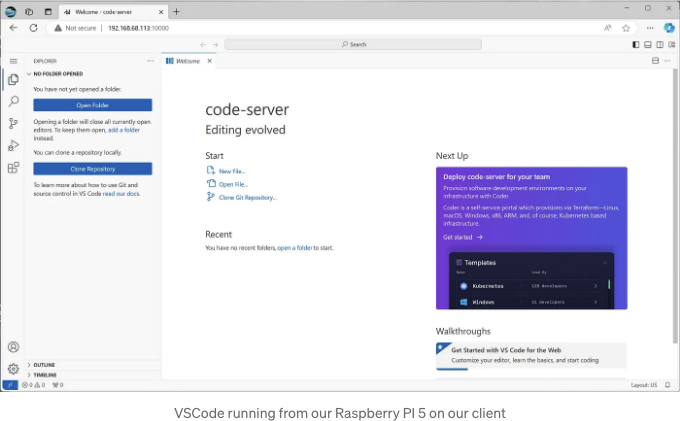 Welcome - code-server
Not secure
192.168.68.113:10000
Search
EXPLORER
NO FOLDER OPENED
You have not yet opened a folder.
Open Folder
Opening a folder will close all currently open
editors. To keep them open, add a folder
instead.
You can clone a repository locally.
Clone Repository
To learn more about how to use Git and
source control in VS Code read our docs.
OUTLINE
TIMELINE
Welcome
code-server
Editing evolved
Start
New File...
Open File...
Clone Git Repository...
Recent
You have no recent folders, open a folder to start.
Next Up
Deploy code-server for your team
Provision software development environments on your
infrastructure with Coder
Coder is a self-service portal which provisions via Terraform—Linux,
macOS, Windows, x86, ARM, and, of course, Kubernetes based
infrastructure.
Get started
Templates
Name
Used By
Kubernetes
128 developers
Windows
31 developers
Walkthroughs
Get Started with VS Code for the Web
Customize your editor, learn the basics, and start coding
0 0
0
Layout: US
VSCode running from our Raspberry PI 5 on our client